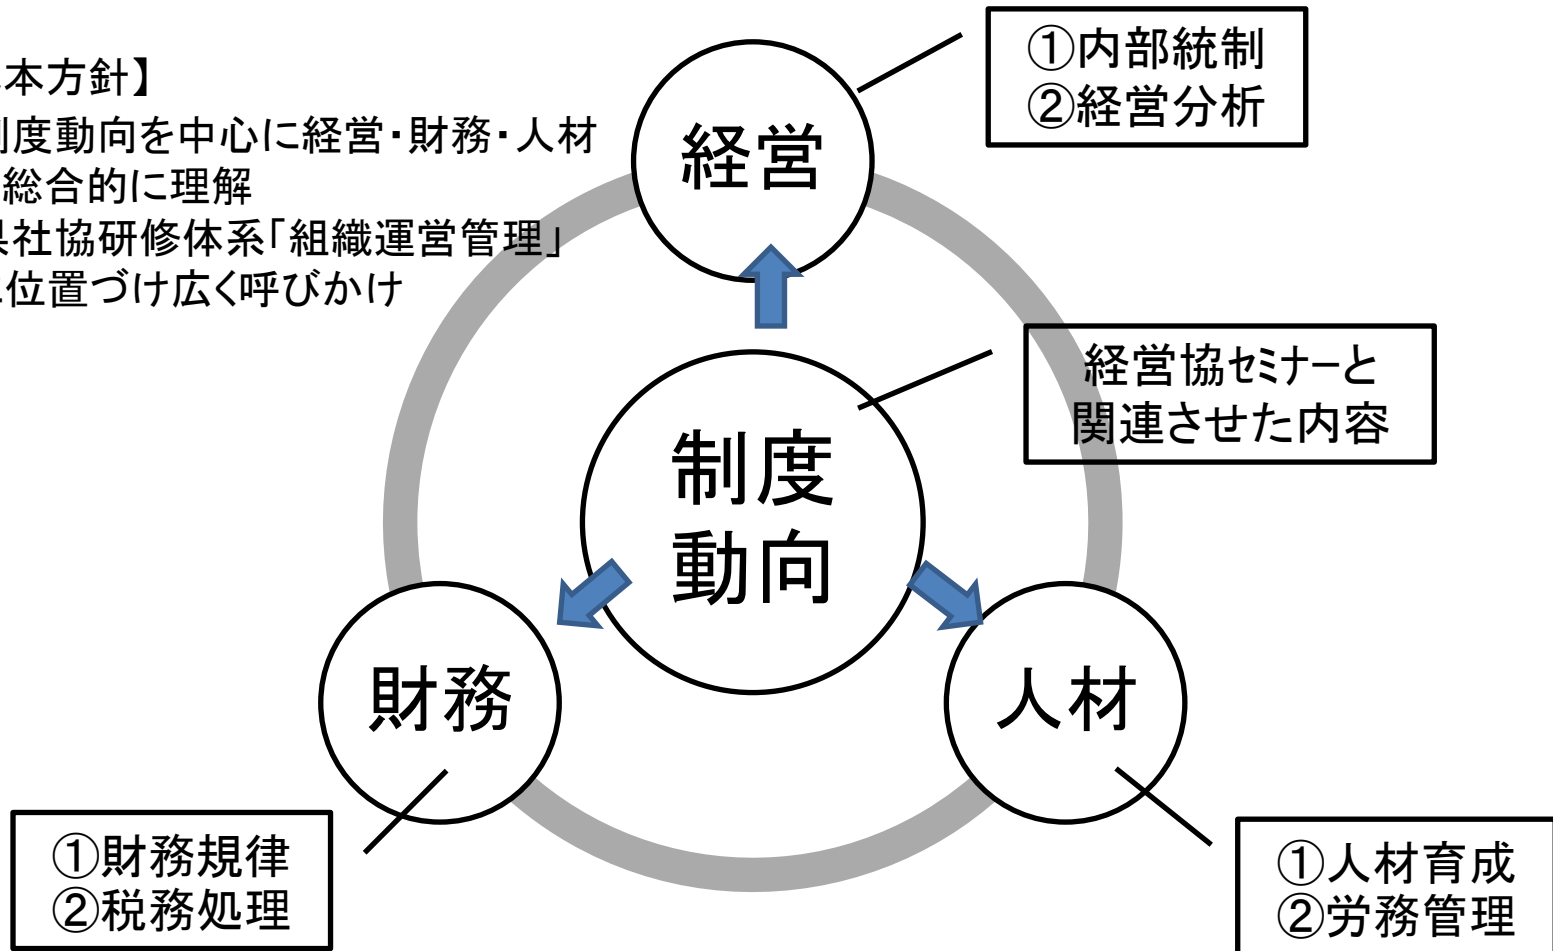 本方針】
制度動向を中心に経営・財務・人材
総合的に理解
県社協研修体系「組織運営管理」
位置づけ広く呼びかけ
経営
①内部統制
②経営分析
経営協セミナーと
関連させた内容
制度
動向
財務
人材
①財務規律
②税務処理
①人材育成
②労務管理